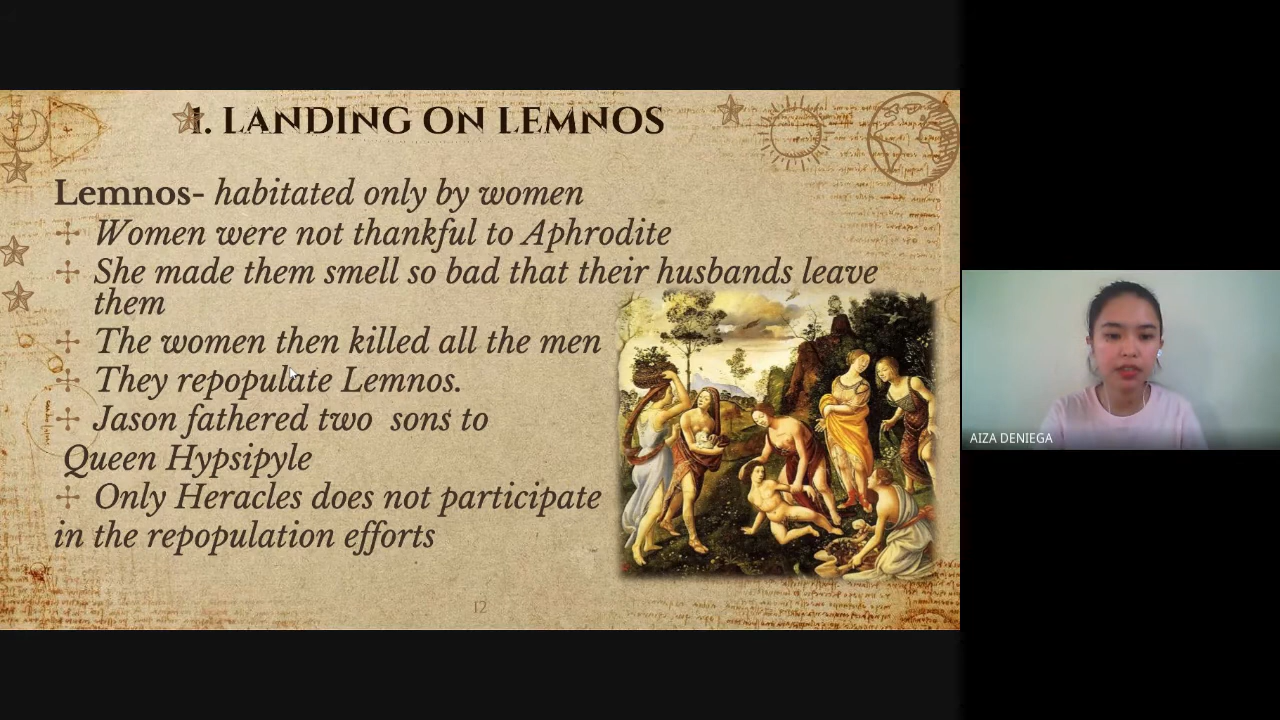 1. LANDING ON LEMNOS
Lemnos- habitated only by women
Women were not thankful to Aphrodite
She made them smell so bad that their husbands leave
them
The women then killed all the men
They repopulate Lemnos.
Jason fathered two  sons to
Queen Hypsipyle
Only Heracles does not participate
in the repopulation efforts
12
AIZA DENIEGA